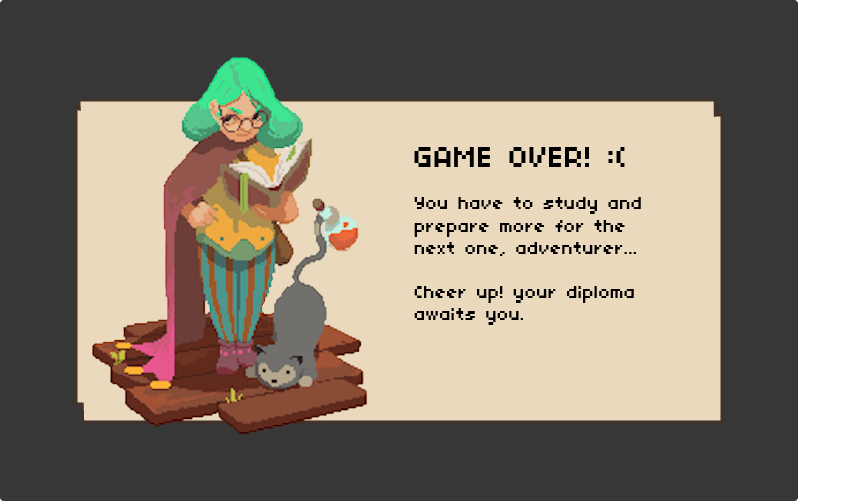 GAME OVER! :(
You have to study and
prepare more for the
next one, adventurer...
Cheer up! your diploma
awaits you.